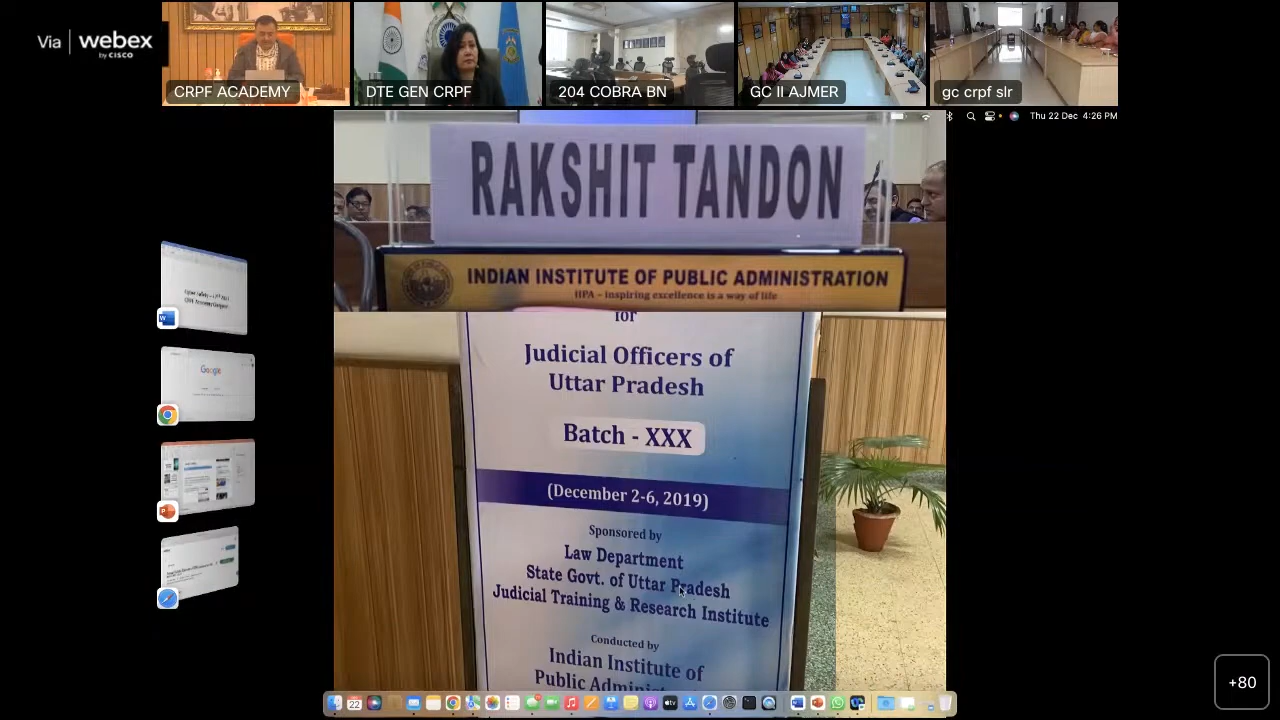 Via webex
by CISCO
CRPF ACADEMY
DTE GEN CRPF
204 COBRA BN
GC II AJMER
gc crpf slr
Thu 22 Dec 4:26 PM
RAKSHIT TANDON
INDIAN INSTITUTE OF PUBLIC ADMINISTRATION
IIPA - inspiring excellence is a way of life
for
Judicial Officers of
Uttar Pradesh
Batch - XXX
(December 2-6, 2019)
Sponsored by
Law Department
State Govt. of Uttar Pradesh
Judicial Training & Research Institute
Conducted by
Indian Institute of
Public
Google
22
+80